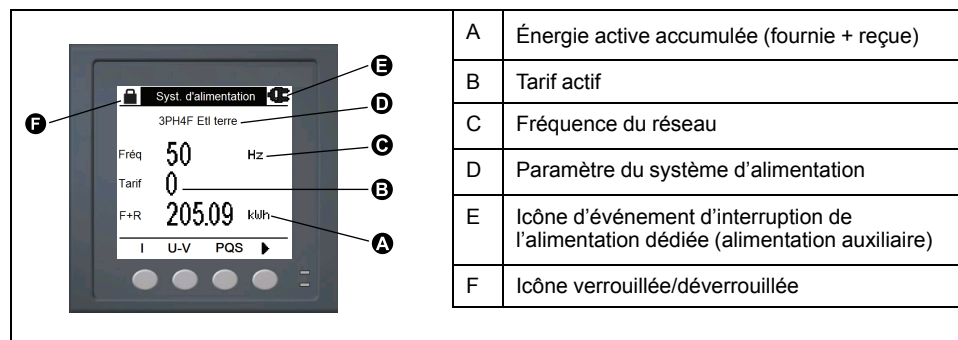 F
Syst. d'alimentation
3PH4F Etl terre
Fréq 50 Hz
Tarif 0
F+R 205.09 kWh
I U-V PQS
E
D
C
B
A
A Énergie active accumulée (fournie + reçue)
B Tarif actif
C Fréquence du réseau
D Paramètre du système d'alimentation
E Icône d'événement d'interruption de
l'alimentation dédiée (alimentation auxiliaire)
F Icône verrouillée/déverrouillée